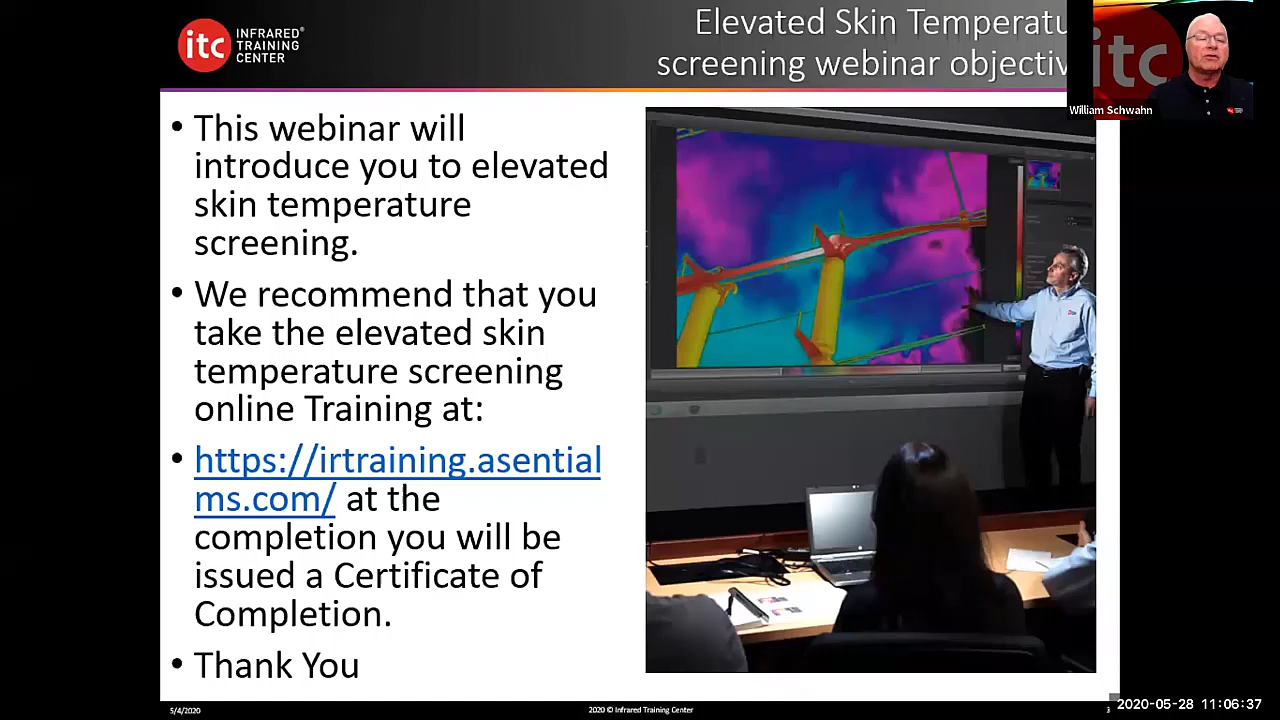 itc INFRARED®
TRAINING
CENTER
Elevated Skin Temperatu
screening webinar objectiv
itc
William Schwahn
• This webinar will
introduce you to elevated
skin temperature
screening.
• We recommend that you
take the elevated skin
temperature screening
online Training at:
• https://irtraining.asential
ms.com/ at the
completion you will be
issued a Certificate of
Completion.
• Thank You
5/4/2020
2020 © Infrared Training Center
2020-05-28 11:06:37